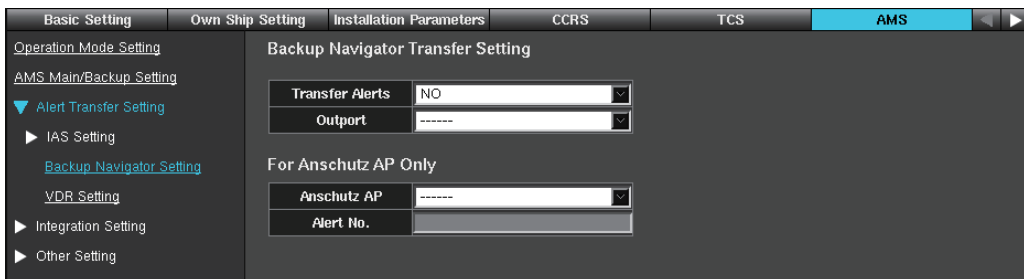 Basic Setting Own Ship Setting Installation Parameters CCRS TCS AMS
Operation Mode Setting
AMS Main/Backup Setting
Alert Transfer Setting
IAS Setting
Backup Navigator Setting
VDR Setting
Integration Setting
Other Setting
Backup Navigator Transfer Setting
Transfer Alerts NO
Outport ------
For Anschutz AP Only
Anschutz AP ------
Alert No.